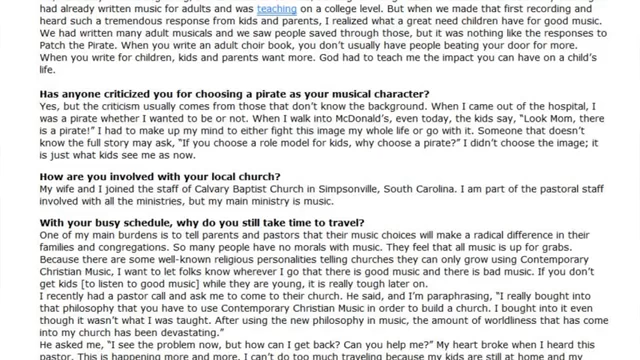 had already written music for adults and was teaching on a college level. But when we made that first recording and
heard such a tremendous response from kids and parents, I realized what a great need children have for good music.
We had written many adult musicals and we saw people saved through those, but it was nothing like the responses to
Patch the Pirate. When you write an adult choir book, you don't usually have people beating your door for more.
When you write for children, kids and parents want more. God had to teach me the impact you can have on a child's
life.
Has anyone criticized you for choosing a pirate as your musical character?
Yes, but the criticism usually comes from those that don't know the background. When I came out of the hospital, I
was a pirate whether I wanted to be or not. When I walk into McDonald's, even today, the kids say, "Look Mom, there
is a pirate!" I had to make up my mind to either fight this image my whole life or go with it. Someone that doesn't
know the full story may ask, "If you choose a role model for kids, why choose a pirate?" I didn't choose the image; it
is just what kids see me as now.
How are you involved with your local church?
My wife and I joined the staff of Calvary Baptist Church in Simpsonville, South Carolina. I am part of the pastoral staff
involved with all the ministries, but my main ministry is music.
With your busy schedule, why do you still take time to travel?
One of my main burdens is to tell parents and pastors that their music choices will make a radical difference in their
families and congregations. So many people have no morals with music. They feel that all music is up for grabs.
Because there are some well-known religious personalities telling churches they can only grow using Contemporary
Christian Music, I want to let folks know wherever I go that there is good music and there is bad music. If you don't
get kids [to listen to good music] while they are young, it is really tough later on.
I recently had a pastor call and ask me to come to their church. He said, and I'm paraphrasing, "I really bought into
that philosophy that you have to use Contemporary Christian Music in order to build a church. I bought into it even
though it wasn't what I was taught. After using the new philosophy in music, the amount of worldliness that has come
into my church has been devastating."
He asked me, "I see the problem now, but how can I get back? Can you help me?" My heart broke when I heard this
pastor. This is happening more and more. I can't do too much traveling because my kids are still at home and my